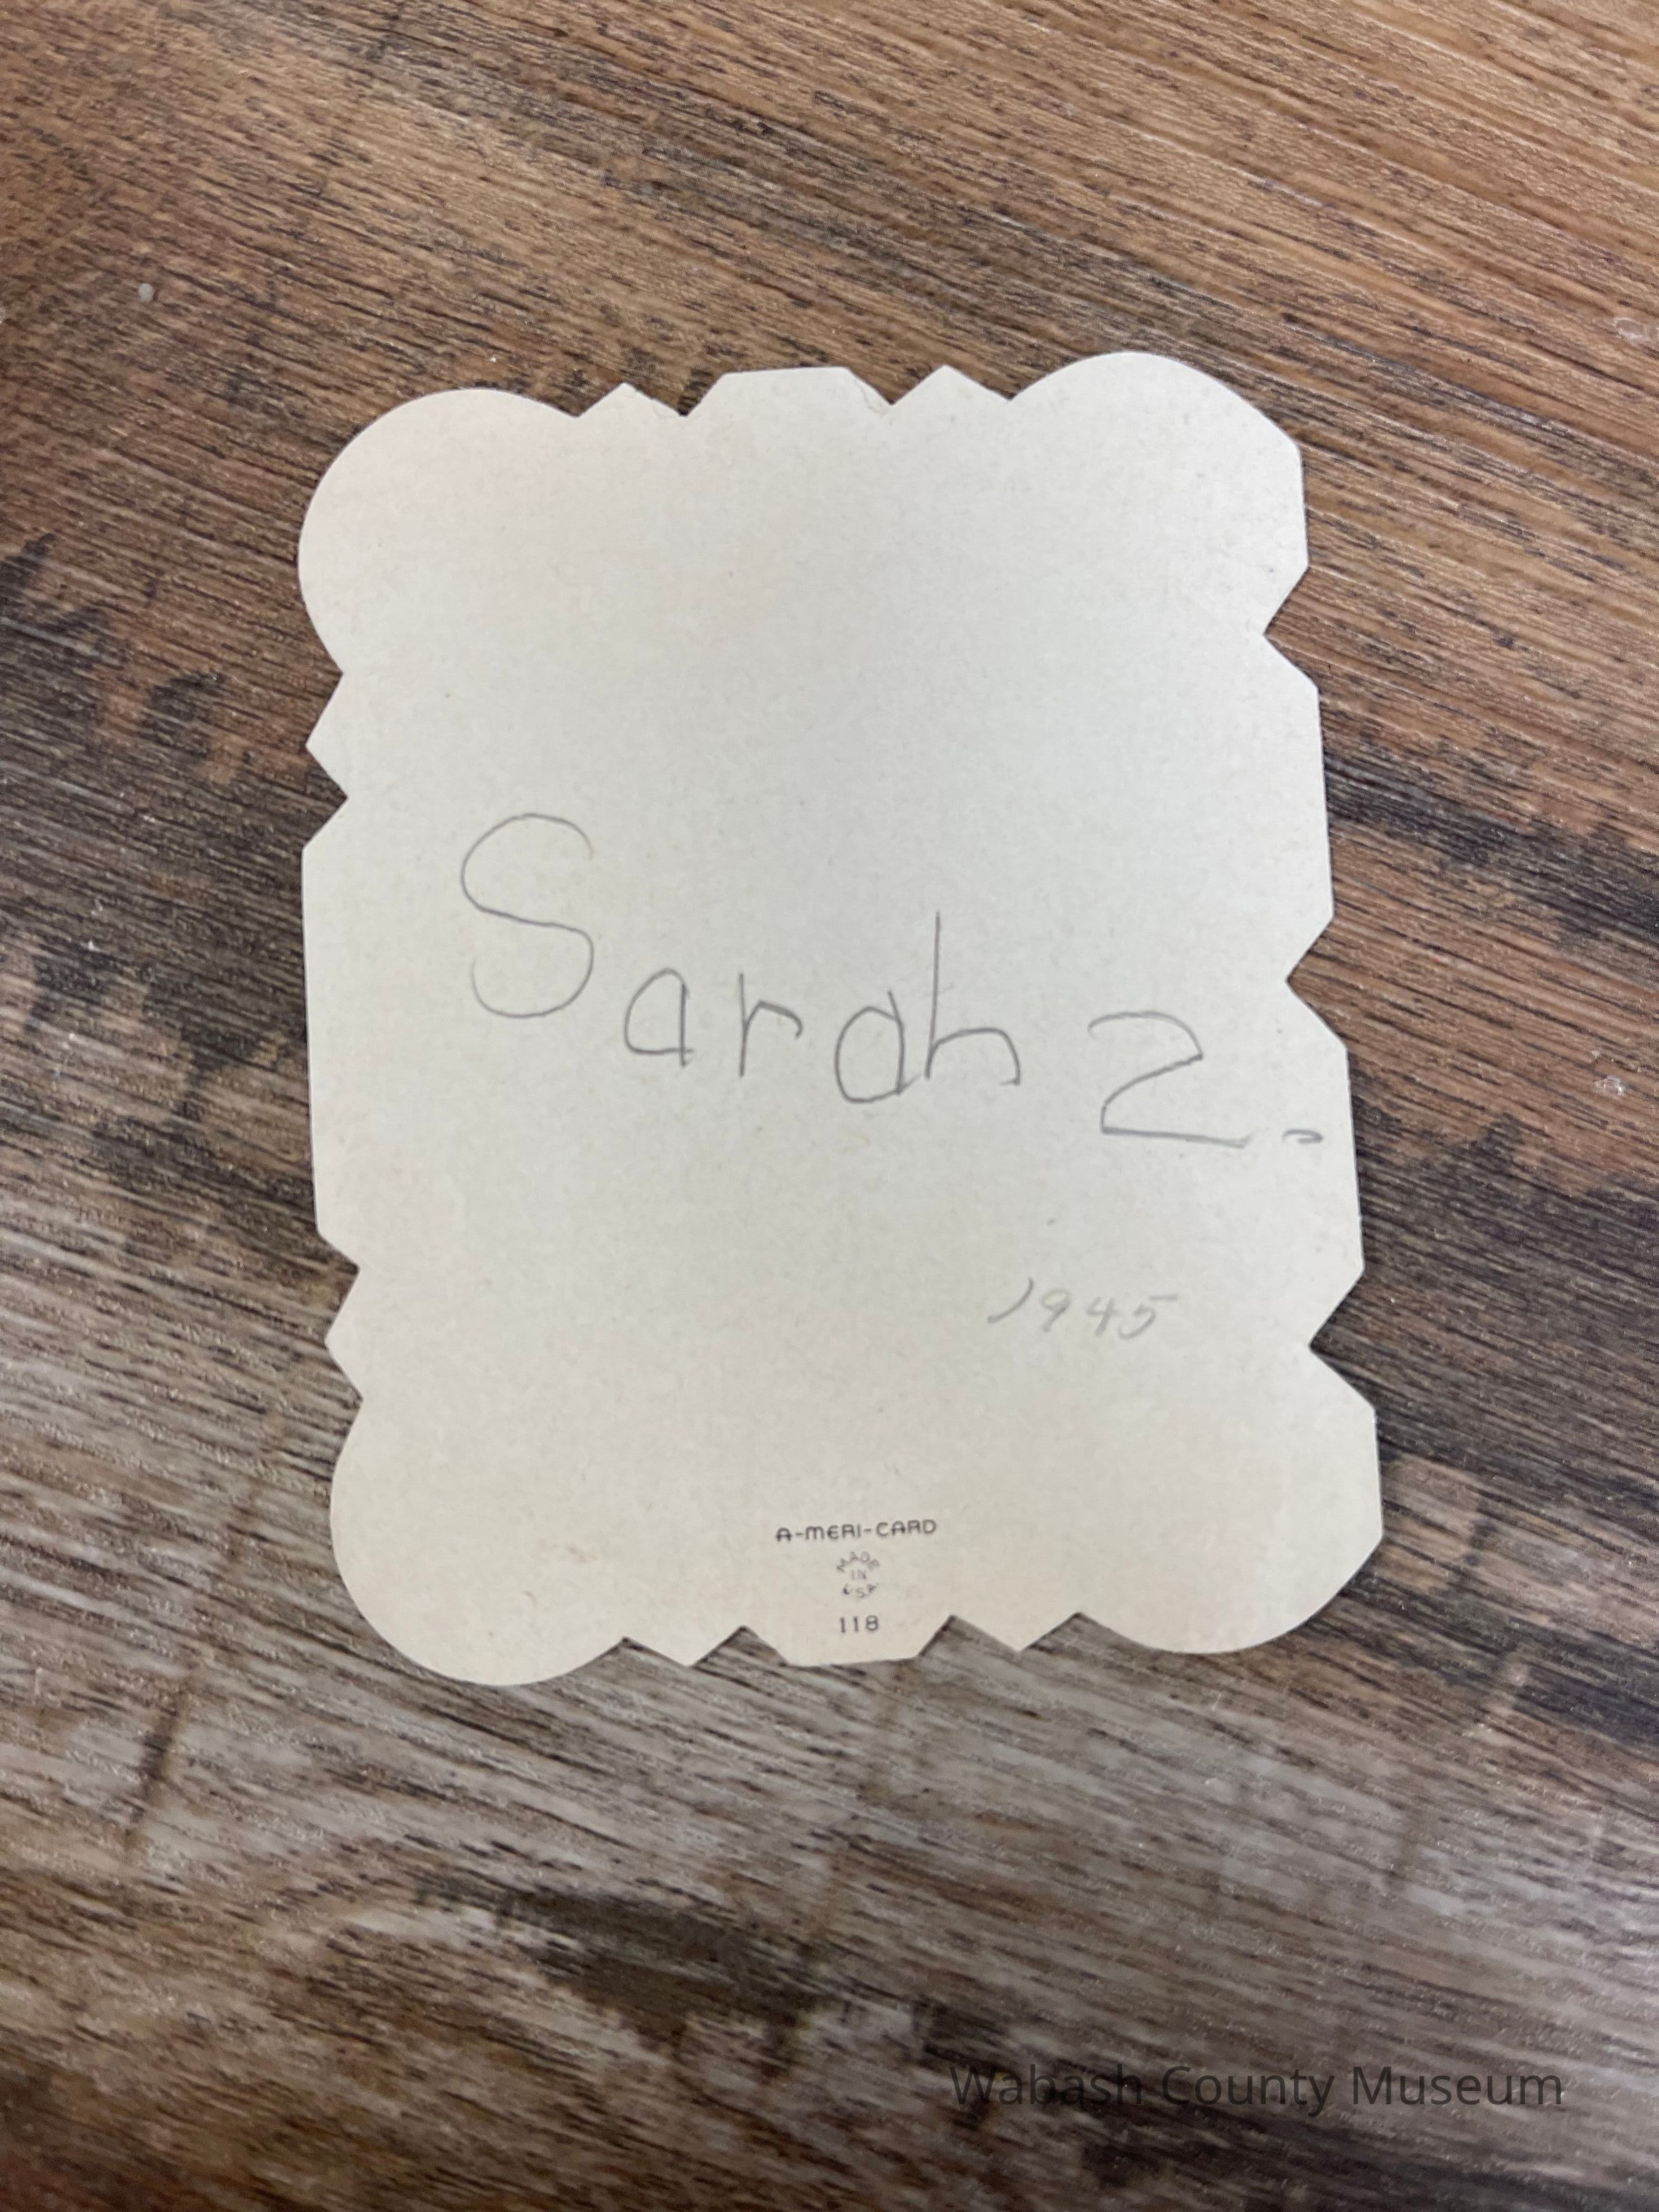 Sarah Z.
1945
A-MERI-CARD
MADE
IN
USA
118
Wabash County Museum